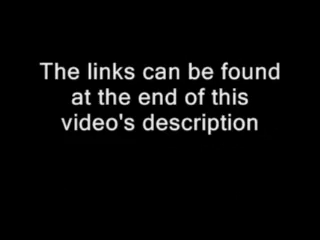 The links can be found
at the end of this
video's description